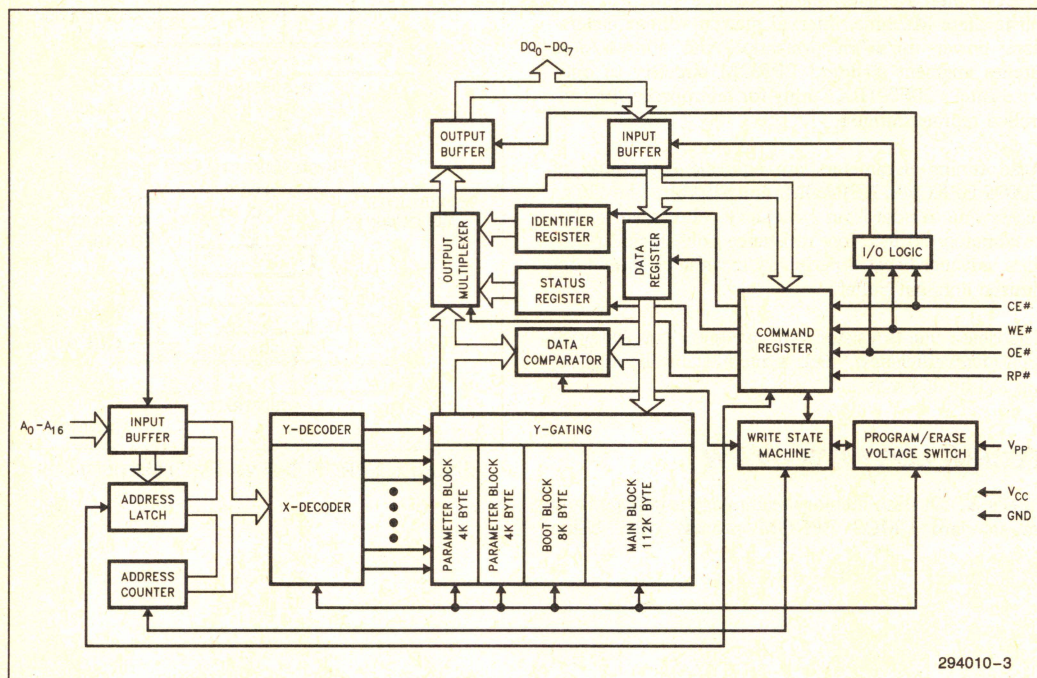 DQ₀-DQ₇
OUTPUT
BUFFER
INPUT
BUFFER
OUTPUT
MULTIPLEXER
IDENTIFIER
REGISTER
STATUS
REGISTER
DATA
REGISTER
I/O LOGIC
CE#
WE#
OE#
RP#
COMMAND
REGISTER
DATA
COMPARATOR
A₀-A₁₆
INPUT
BUFFER
ADDRESS
LATCH
ADDRESS
COUNTER
Y-DECODER
X-DECODER
Y-GATING
PARAMETER BLOCK
4K BYTE
PARAMETER BLOCK
4K BYTE
BOOT BLOCK
8K BYTE
MAIN BLOCK
112K BYTE
WRITE STATE
MACHINE
PROGRAM/ERASE
VOLTAGE SWITCH
VPP
VCC
GND
294010-3